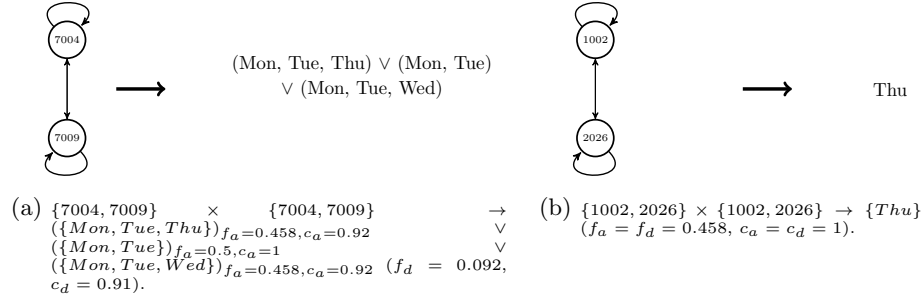 7004
7009
(Mon, Tue, Thu) ∨ (Mon, Tue)
∨ (Mon, Tue, Wed)
1002
2026
Thu
(a) {7004, 7009} × {7004, 7009} →
({Mon, Tue, Thu})fa=0.458,ca=0.92 ∨
({Mon, Tue})fa=0.5,ca=1 ∨
({Mon, Tue, Wed})fa=0.458,ca=0.92 (fd = 0.092,
cd = 0.91).
(b) {1002, 2026} × {1002, 2026} → {Thu}
(fa = fd = 0.458, ca = cd = 1).